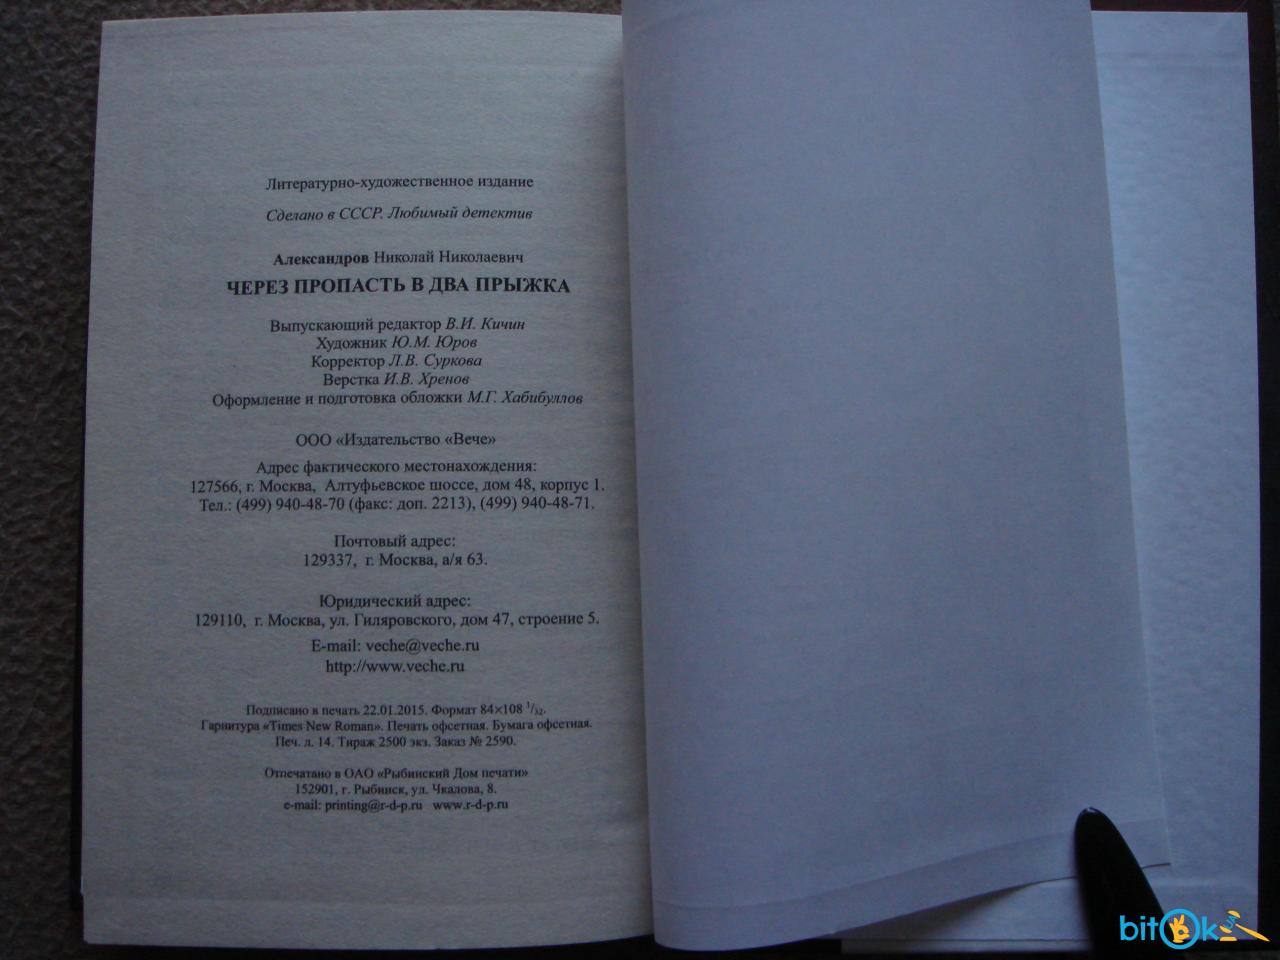 Литературно-художественное издание
Сделано в СССР. Любимый детектив
Александров Николай Николаевич
ЧЕРЕЗ ПРОПАСТЬ В ДВА ПРЫЖКА
Выпускающий редактор В.И. Кичин
Художник Ю.М. Юров
Корректор Л.В. Суркова
Верстка И.В. Хренов
Оформление и подготовка обложки М.Г. Хабибуллов
ООО «Издательство «Вече»
Адрес фактического местонахождения:
127566, г. Москва, Алтуфьевское шоссе, дом 48, корпус 1.
Тел.: (499) 940-48-70 (факс: доп. 2213), (499) 940-48-71.
Почтовый адрес:
129337, г. Москва, а/я 63.
Юридический адрес:
129110, г. Москва, ул. Гиляровского, дом 47, строение 5.
E-mail: veche@veche.ru
http://www.veche.ru
Подписано в печать 22.01.2015. Формат 84×108 1/32.
Гарнитура «Times New Roman». Печать офсетная. Бумага офсетная.
Печ. л. 14. Тираж 2500 экз. Заказ № 2590.
Отпечатано в ОАО «Рыбинский Дом печати»
152901, г. Рыбинск, ул. Чкалова, 8.
e-mail: printing@r-d-p.ru www.r-d-p.ru
bitOk